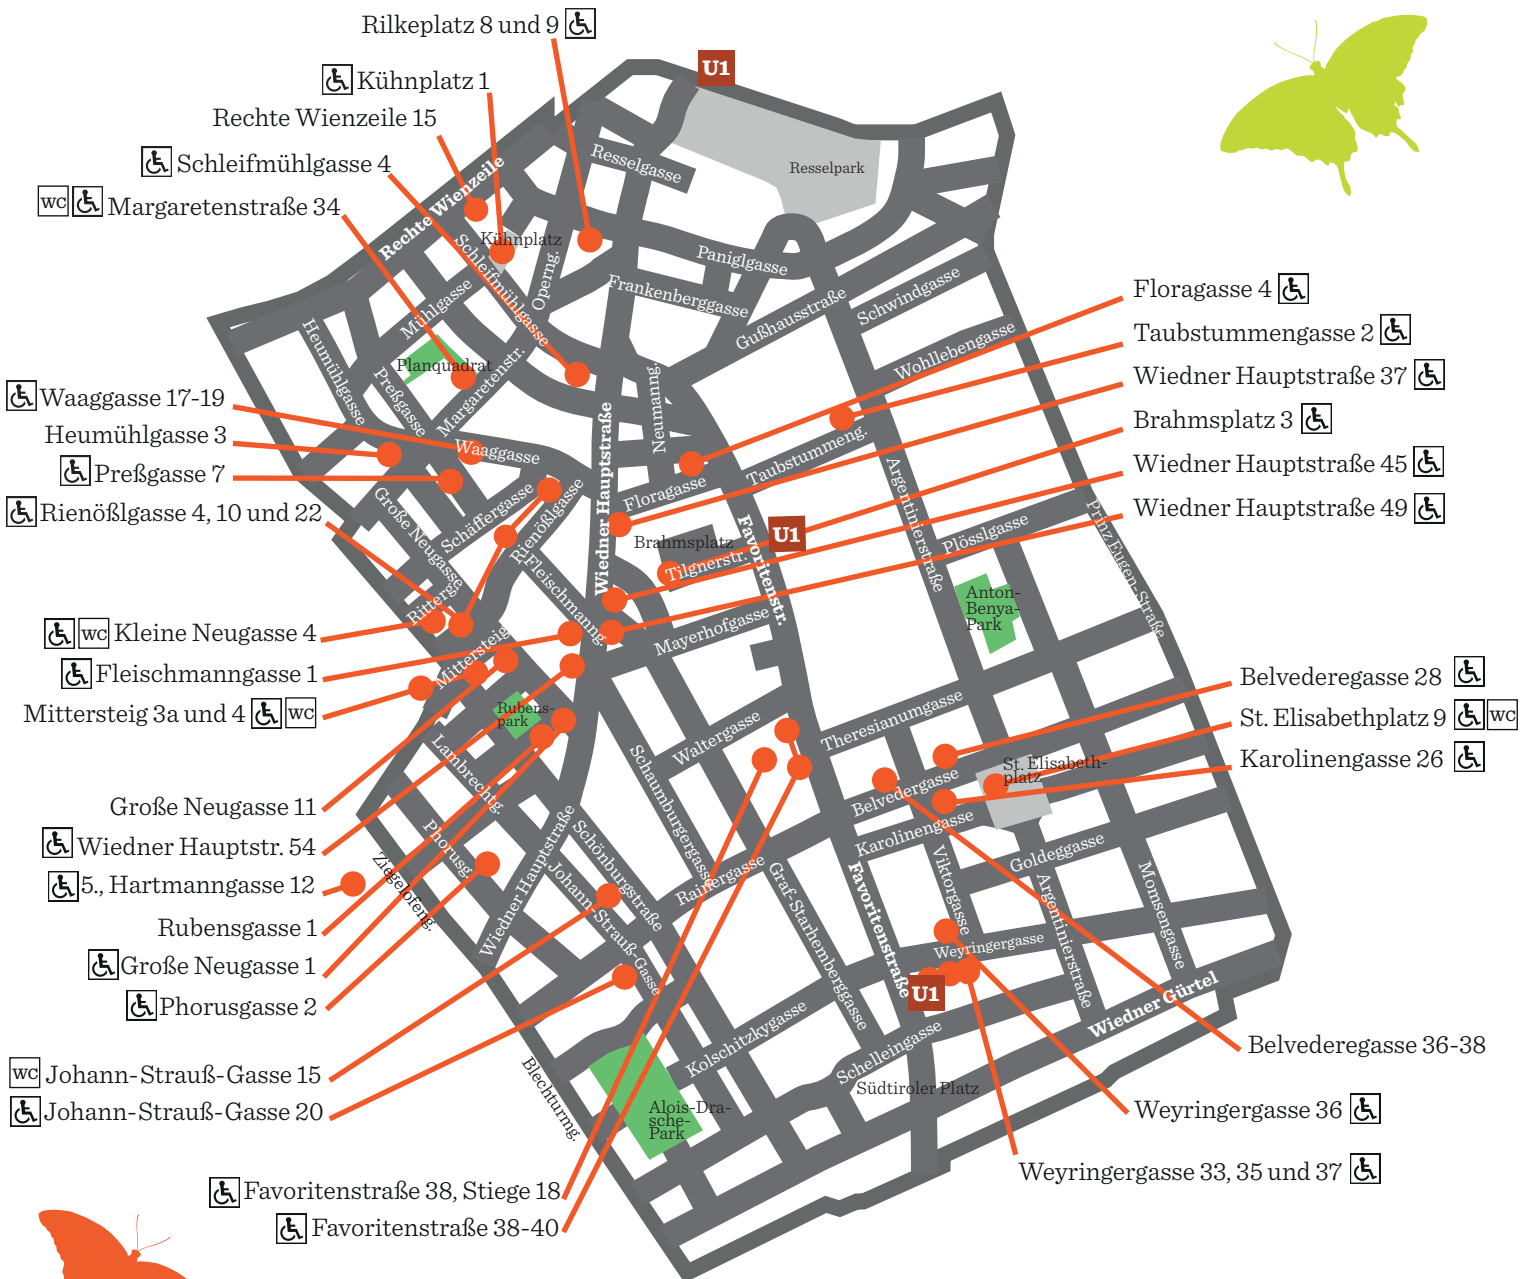 Rilkeplatz 8 und 9
Kühnplatz 1
Rechte Wienzeile 15
Schleifmühlgasse 4
WC Margaretenstraße 34
Waaggasse 17-19
Heumühlgasse 3
Preßgasse 7
Rienößlgasse 4, 10 und 22
WC Kleine Neugasse 4
Fleischmanngasse 1
Mittersteig 3a und 4 WC
Große Neugasse 11
Wiedner Hauptstr. 54
5., Hartmanngasse 12
Rubensgasse 1
Große Neugasse 1
Phorusgasse 2
WC Johann-Strauß-Gasse 15
Johann-Strauß-Gasse 20
Favoritenstraße 38, Stiege 18
Favoritenstraße 38-40
Floragasse 4
Taubstummengasse 2
Wiedner Hauptstraße 37
Brahmsplatz 3
Wiedner Hauptstraße 45
Wiedner Hauptstraße 49
Belvederegasse 28
St. Elisabethplatz 9 WC
Karolinengasse 26
Belvederegasse 36-38
Weyringergasse 36
Weyringergasse 33, 35 und 37
U1
Resselgasse
Resselpark
Rechte Wienzeile
Kühnplatz
Schleifmühlgasse
Operng.
Paniglgasse
Frankenberggasse
Gußhausstraße
Schwindgasse
Mühlgasse
Heumühlgasse
Planquadrat
Preßgasse
Margaretenstr.
Wohllebengasse
Neumanng.
Waaggasse
Wiedner Hauptstraße
Taubstummeng.
Floragasse
Argentinierstraße
Große Neugasse
Schäffergasse
Rienößlgasse
Brahmsplatz
Tilgnerstr.
Favoritenstr.
U1
Plösslgasse
Prinz Eugen-Straße
Anton-
Benya-
Park
Fleischmanng.
Ritterg.
Mittersteig
Mayerhofgasse
Rubens-
park
Waltergasse
Theresianumgasse
Lambrechtg.
Schaumburgergasse
St. Elisabeth-
platz
Belvedergasse
Karolinengasse
Goldeggasse
Phorusg.
Ziegelofeng.
Wiedner Hauptstraße
Schönburgstraße
Johann-Strauß-Gasse
Rainergasse
Graf-Starhemberggasse
Favoritenstraße
Viktorgasse
Argentinierstraße
Mommsengasse
Weyringergasse
U1
Wiedner Gürtel
Kolschitzkygasse
Schelleingasse
Südtiroler Platz
Blechturmg.
Alois-Dra-
sche-
Park